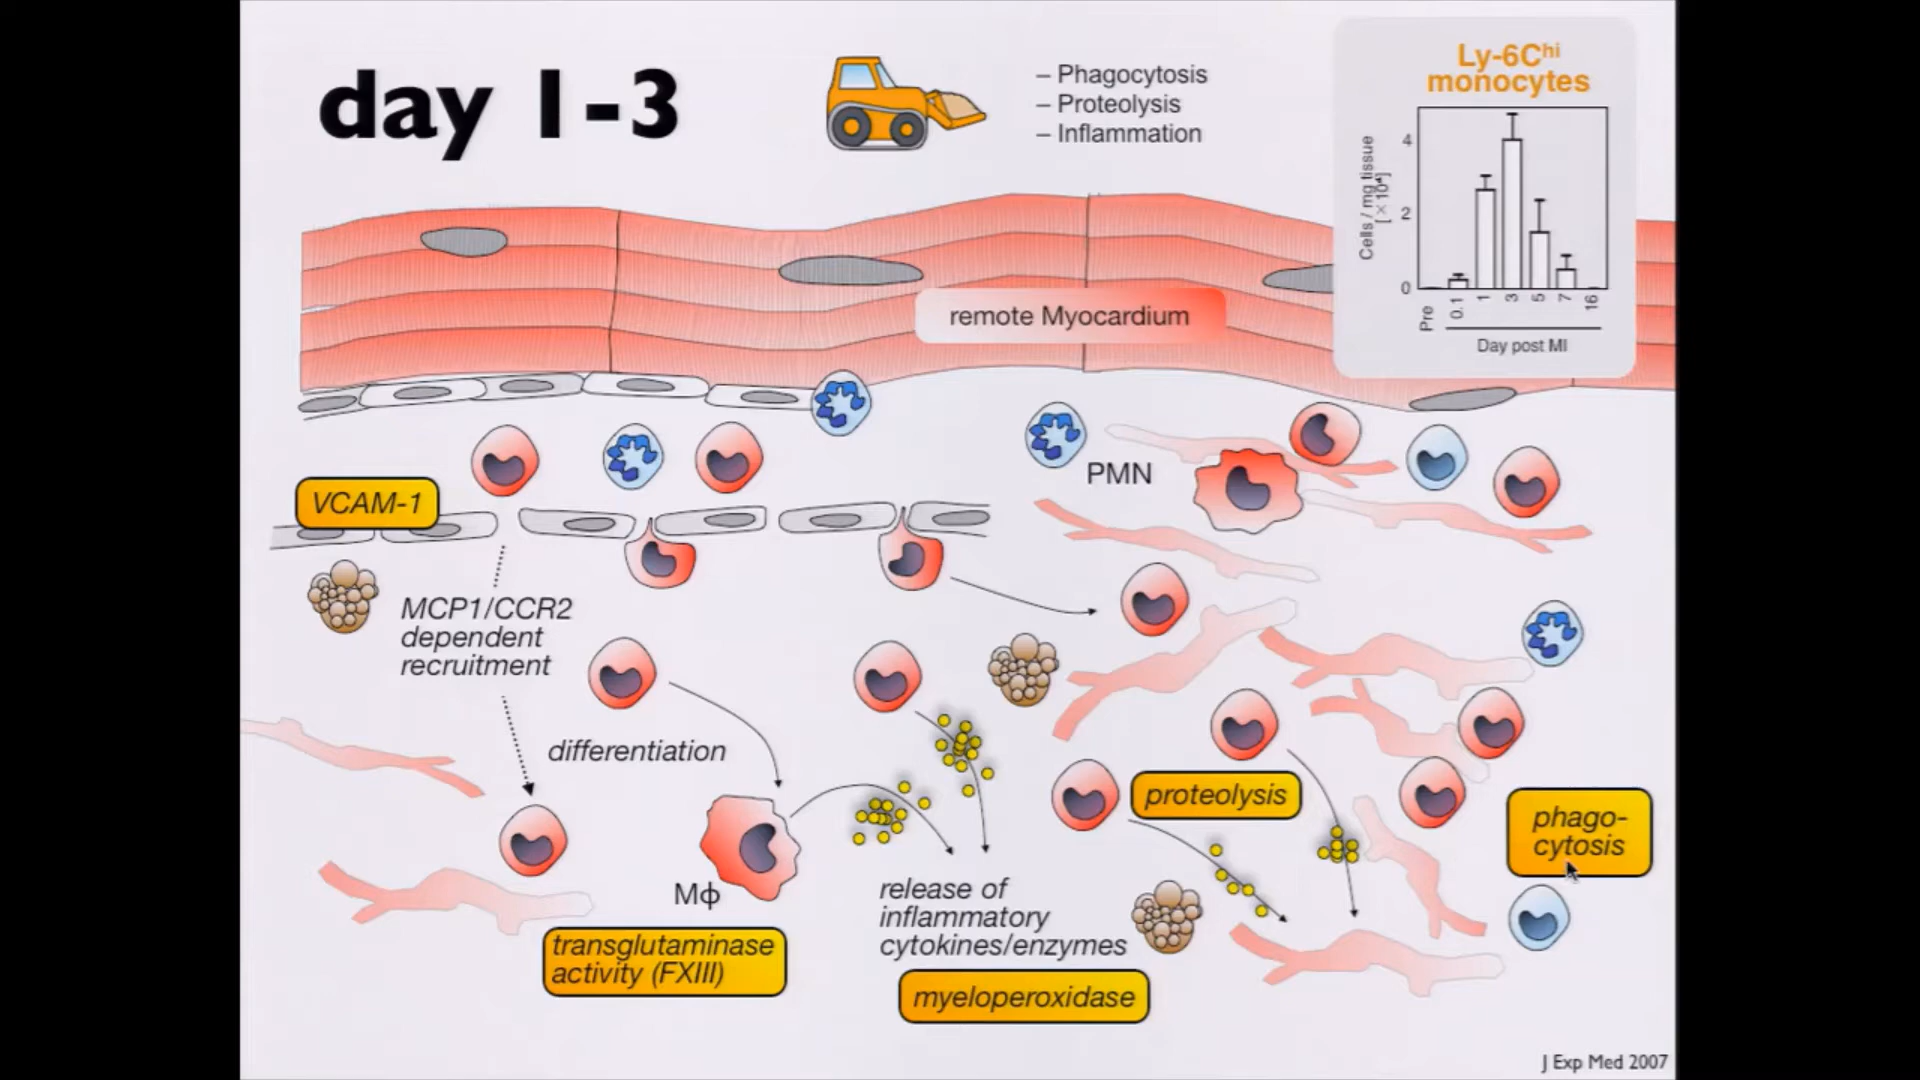 day 1-3
– Phagocytosis
– Proteolysis
– Inflammation
Ly-6Chi
monocytes
Cells / mg tissue
[×10⁴]
4
2
0
Pre
0.1
1
3
5
7
16
Day post MI
remote Myocardium
VCAM-1
PMN
MCP1/CCR2
dependent
recruitment
differentiation
Mϕ
transglutaminase
activity (FXIII)
release of
inflammatory
cytokines/enzymes
myeloperoxidase
proteolysis
phago-
cytosis
J Exp Med 2007